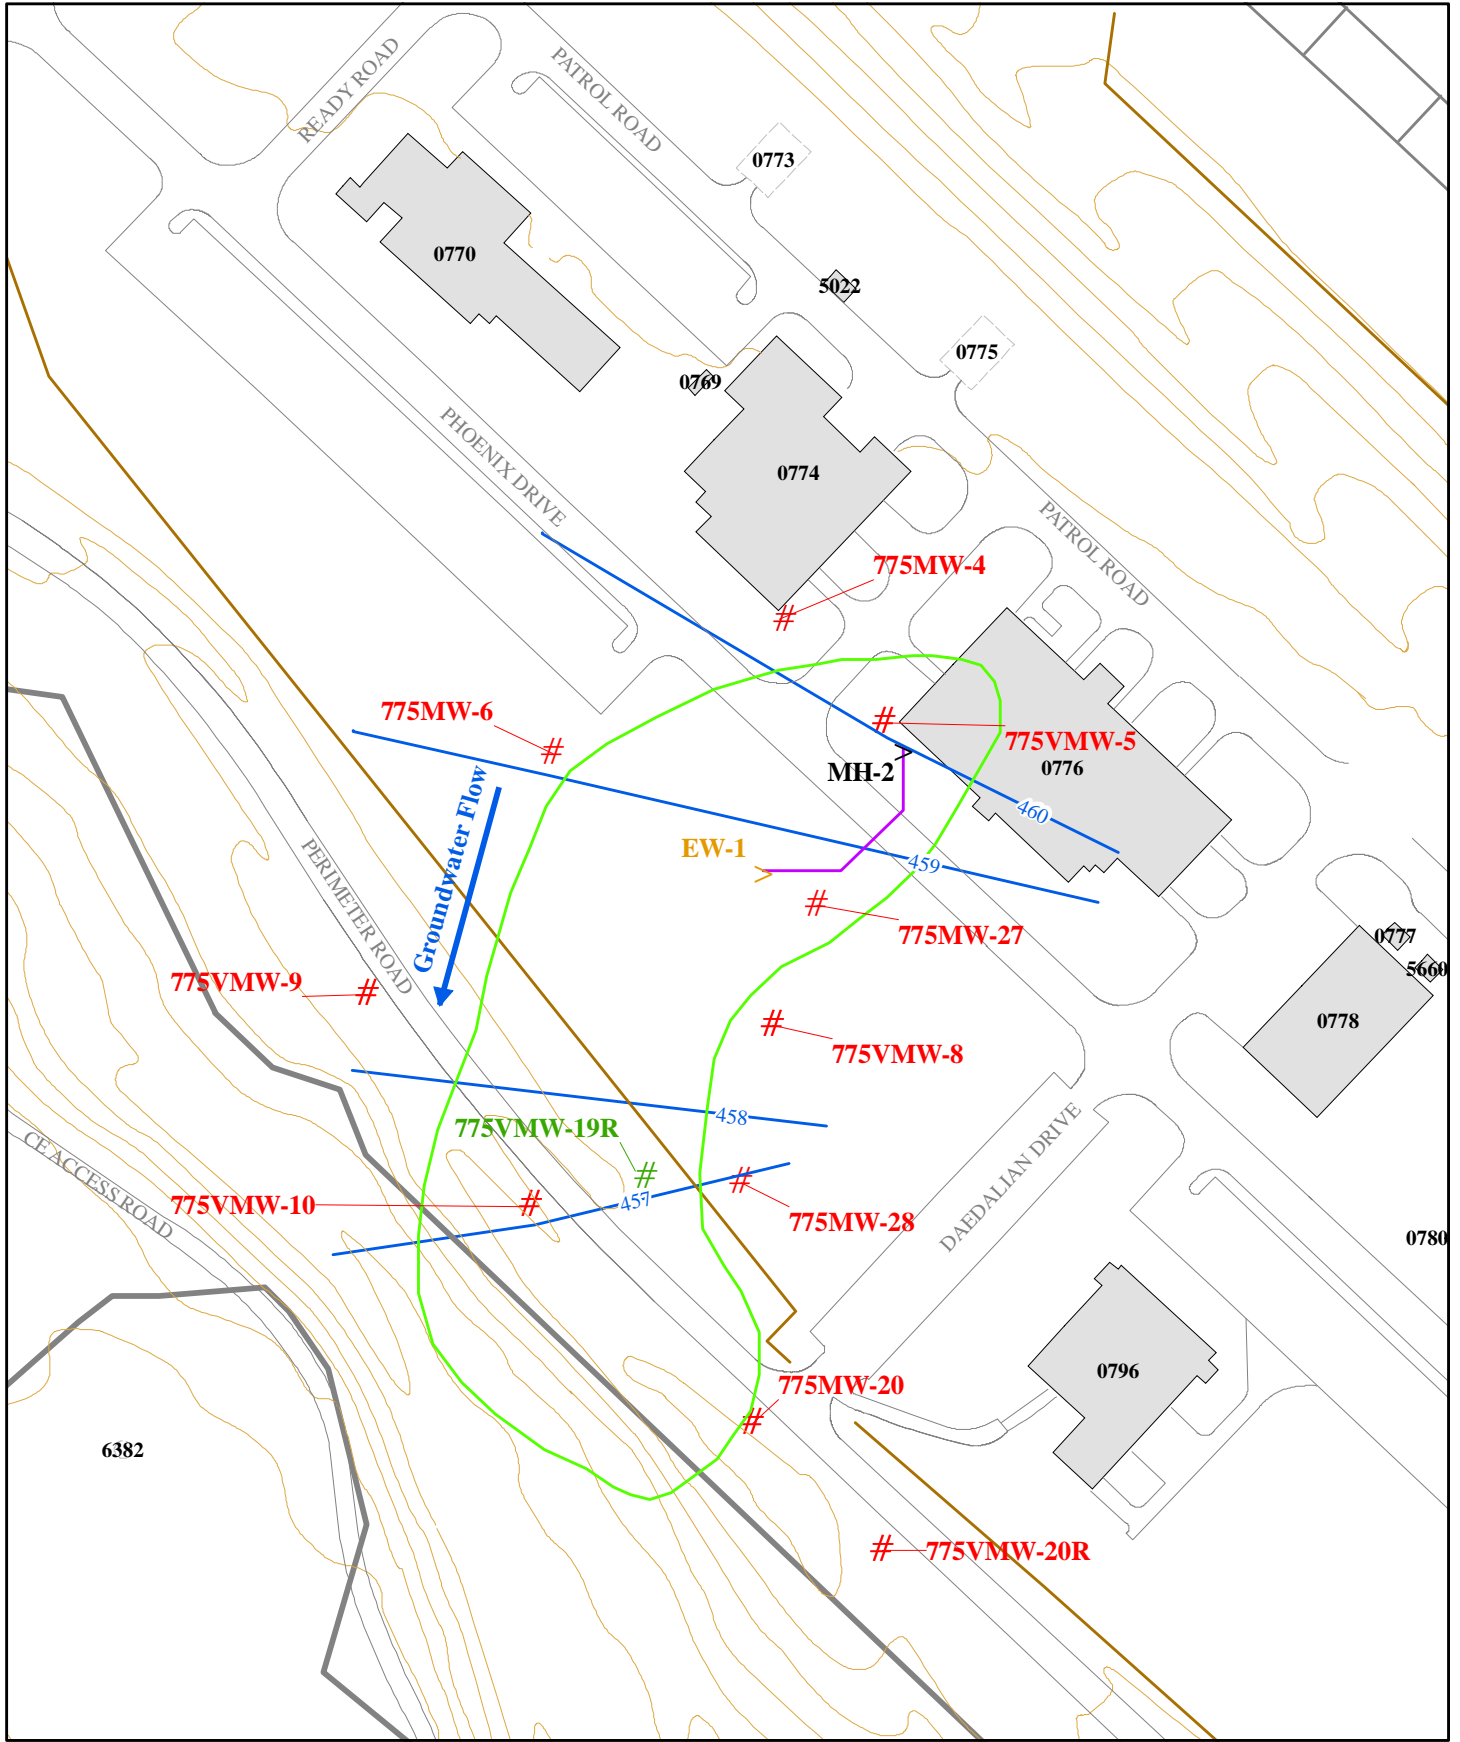 READY ROAD
PATROL ROAD
0773
0770
5022
0775
0769
PHOENIX DRIVE
0774
PATROL ROAD
775MW-4
775MW-6
775VMW-5
MH-2
0776
460
Groundwater Flow
EW-1
459
PERIMETER ROAD
775MW-27
0777
5660
775VMW-9
0778
775VMW-8
458
775VMW-19R
CE ACCESS ROAD
DAEDALIAN DRIVE
775VMW-10
457
775MW-28
0780
0796
775MW-20
6382
775VMW-20R